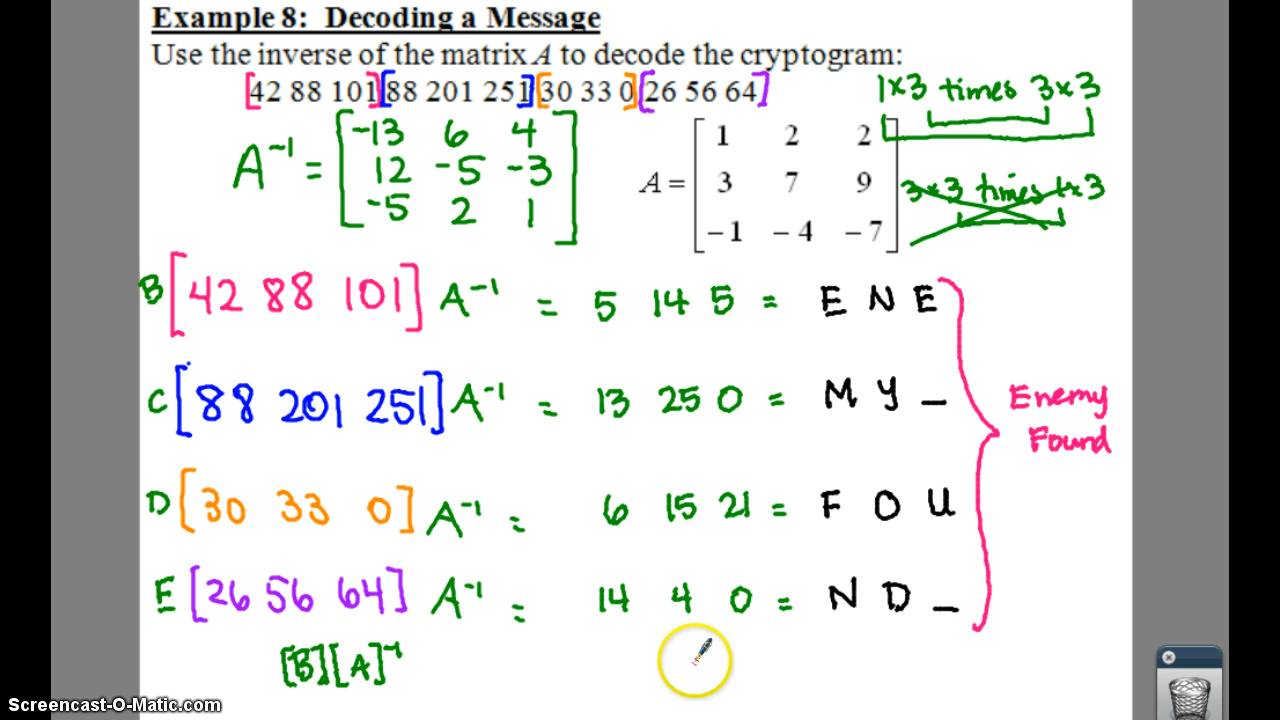 Example 8: Decoding a Message
Use the inverse of the matrix A to decode the cryptogram:
[42 88 101][88 201 251][30 33 0][26 56 64]
1×3 times 3×3
A⁻¹ = [-13 6 4
12 -5 -3
-5 2 1]
A = [1 2 2
3 7 9
-1 -4 -7]
3×3 times 1×3
B [42 88 101] A⁻¹ = 5 14 5 = E N E
C [88 201 251] A⁻¹ = 13 25 0 = M Y _
D [30 33 0] A⁻¹ = 6 15 21 = F O U
E [26 56 64] A⁻¹ = 14 4 0 = N D _
Enemy
Found
[B][A]⁻¹
Screencast-O-Matic.com